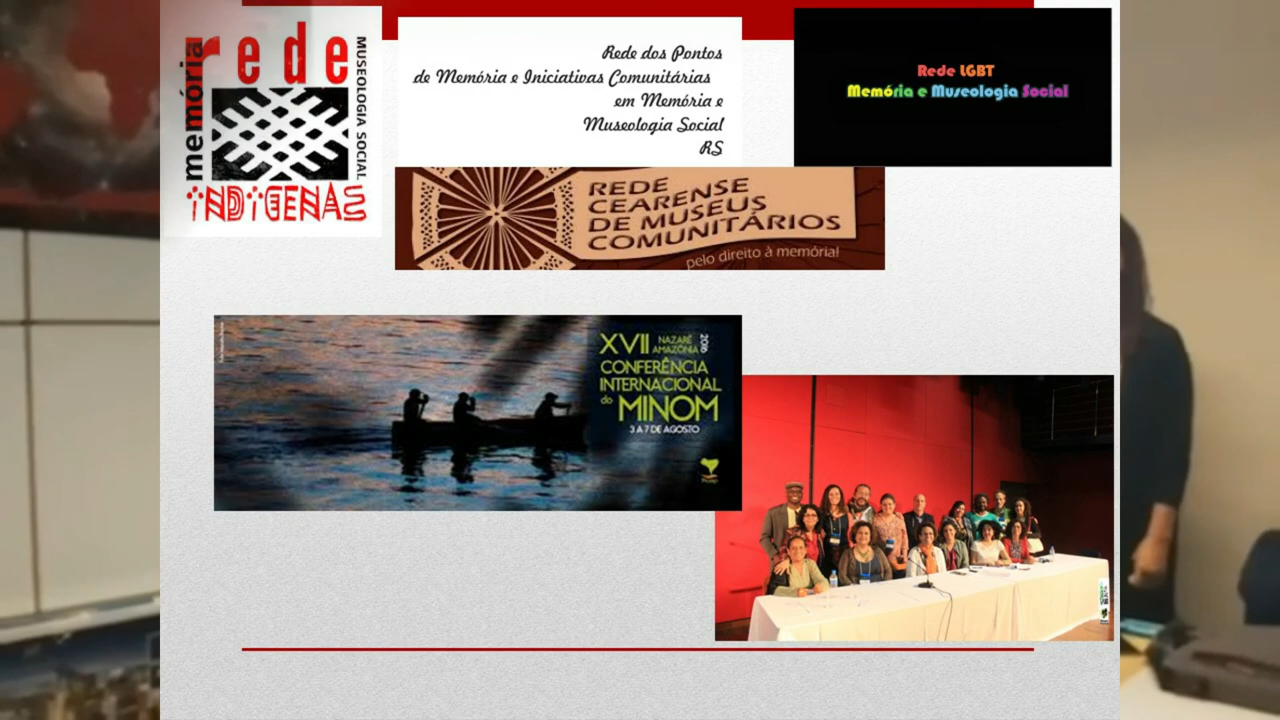 rede
memória
MUSEOLOGIA SOCIAL
iNDiGENAS
Rede dos Pontos
de Memória e Iniciativas Comunitárias
em Memória e
Museologia Social
RS
Rede LGBT
Memória e Museologia Social
REDE
CEARENSE
DE MUSEUS
COMUNITÁRIOS
pelo direito à memória!
XVII NAZARÉ AMAZÔNIA 2016
CONFERÊNCIA
INTERNACIONAL
do MINOM
3 A 7 DE AGOSTO